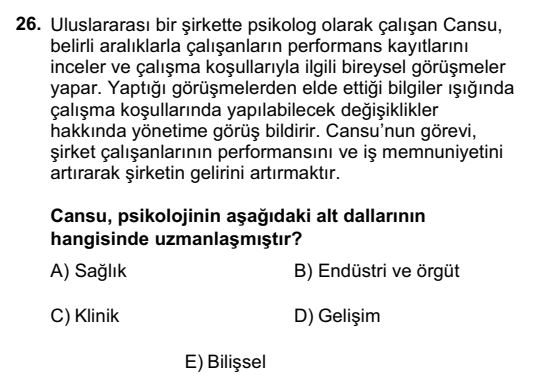 26. Uluslararası bir şirkette psikolog olarak çalışan Cansu,
belirli aralıklarla çalışanların performans kayıtlarını
inceler ve çalışma koşullarıyla ilgili bireysel görüşmeler
yapar. Yaptığı görüşmelerden elde ettiği bilgiler ışığında
çalışma koşullarında yapılabilecek değişiklikler
hakkında yönetime görüş bildirir. Cansu’nun görevi,
şirket çalışanlarının performansını ve iş memnuniyetini
artırarak şirketin gelirini artırmaktır.
Cansu, psikolojinin aşağıdaki alt dallarının
hangisinde uzmanlaşmıştır?
A) Sağlık B) Endüstri ve örgüt
C) Klinik D) Gelişim
E) Bilişsel